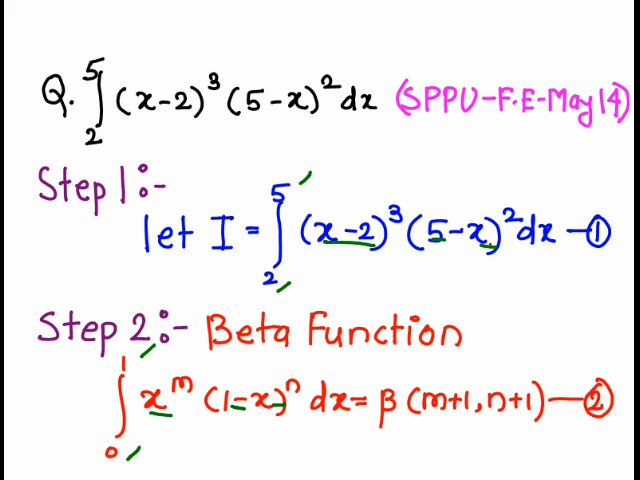 Q. ∫₂⁵ (x-2)³ (5-x)² dx (SPPU-F.E-May 14)
Step 1:-
let I = ∫₂⁵ (x-2)³ (5-x)² dx —①
Step 2:- Beta Function
∫₀¹ xᵐ (1-x)ⁿ dx = β (m+1, n+1) —②